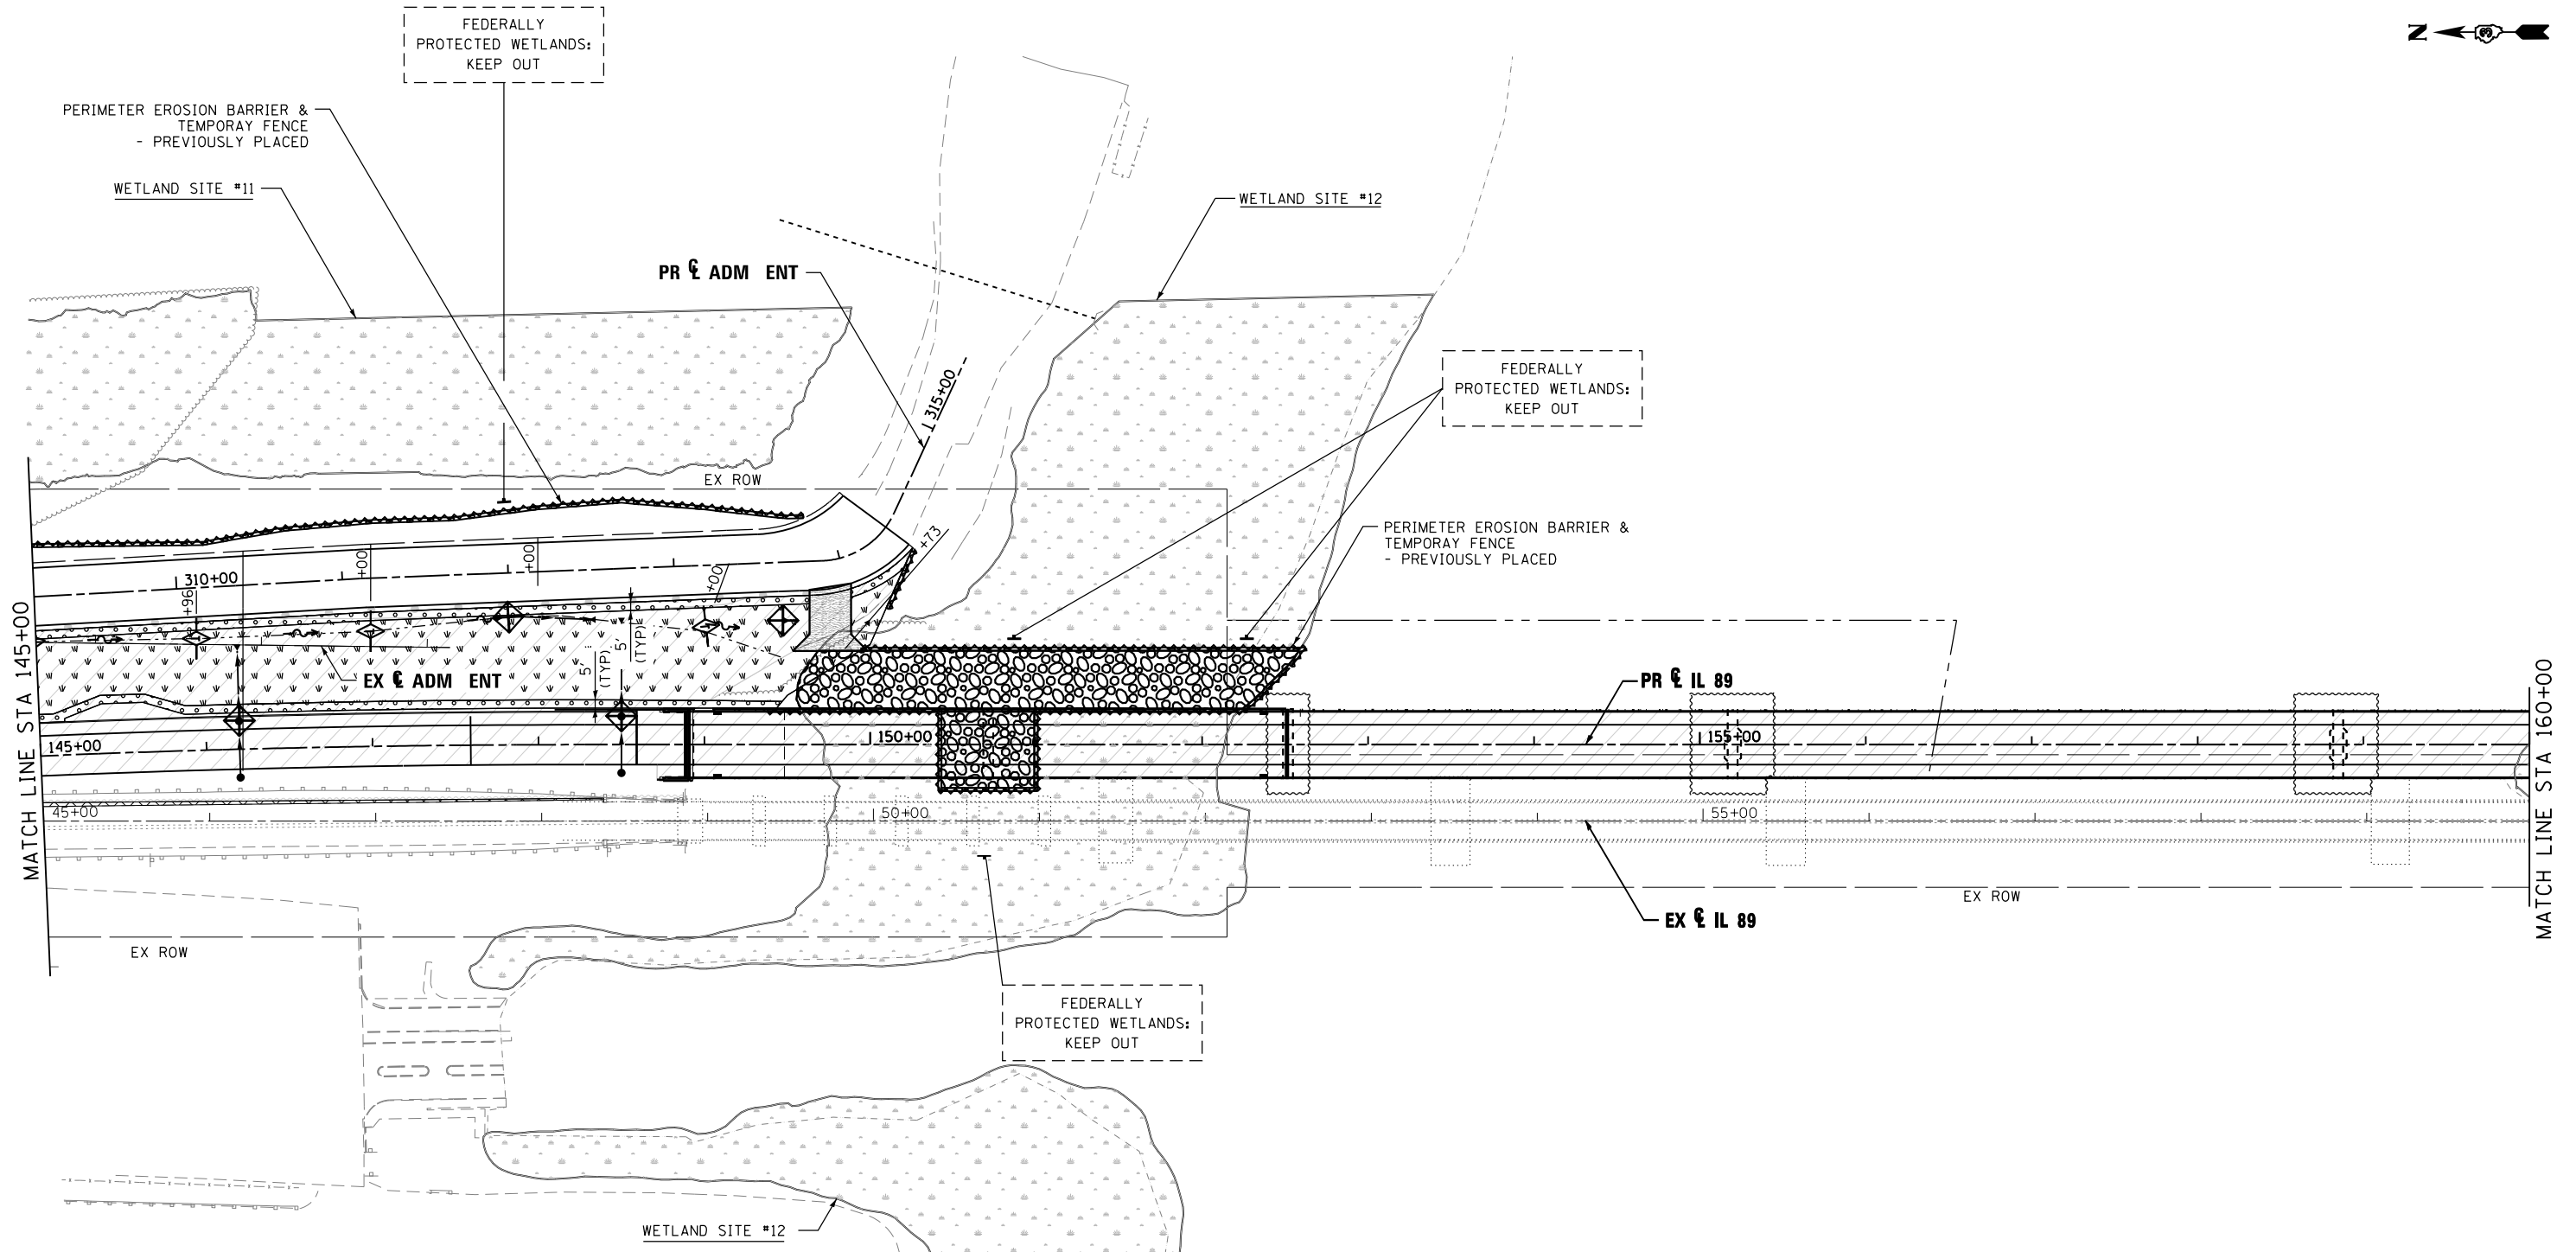 FEDERALLY
PROTECTED WETLANDS:
KEEP OUT
N
PERIMETER EROSION BARRIER &
TEMPORAY FENCE
- PREVIOUSLY PLACED
WETLAND SITE #11
WETLAND SITE #12
PR ℄ ADM ENT
315+00
FEDERALLY
PROTECTED WETLANDS:
KEEP OUT
EX ROW
PERIMETER EROSION BARRIER &
TEMPORAY FENCE
- PREVIOUSLY PLACED
+73
+00
+00
+00
310+00
+96
5'
(TYP)
5'
(TYP)
EX ℄ ADM ENT
PR ℄ IL 89
MATCH LINE STA 145+00
145+00
150+00
155+00
MATCH LINE STA 160+00
45+00
50+00
55+00
EX ROW
EX ℄ IL 89
EX ROW
FEDERALLY
PROTECTED WETLANDS:
KEEP OUT
WETLAND SITE #12